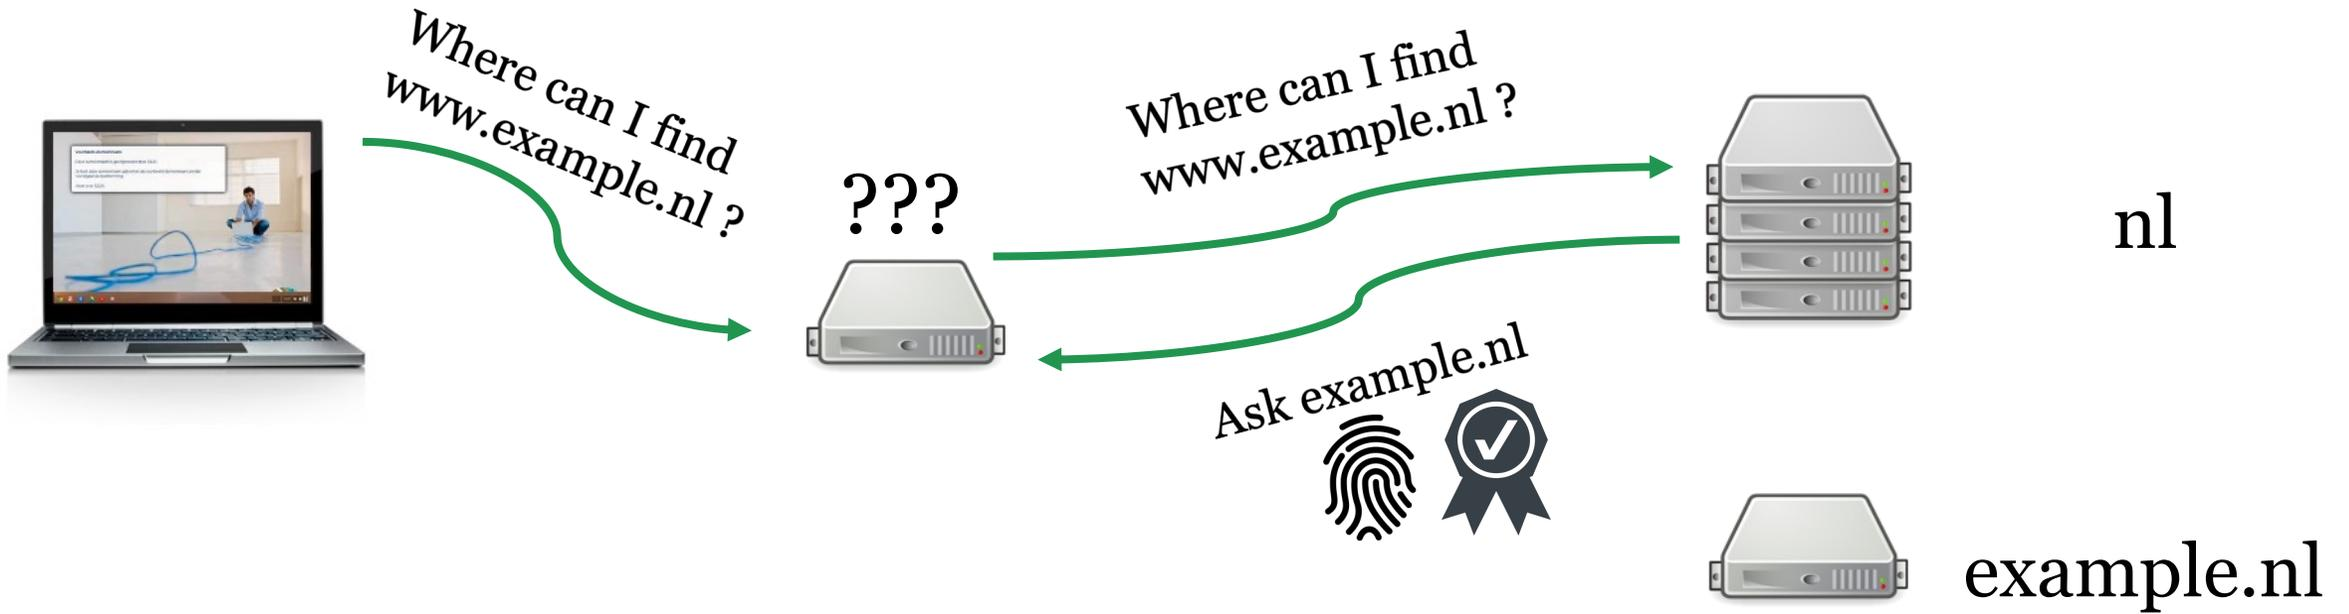 Where can I find
www.example.nl ?
Where can I find
www.example.nl ?
???
nl
Ask example.nl
example.nl